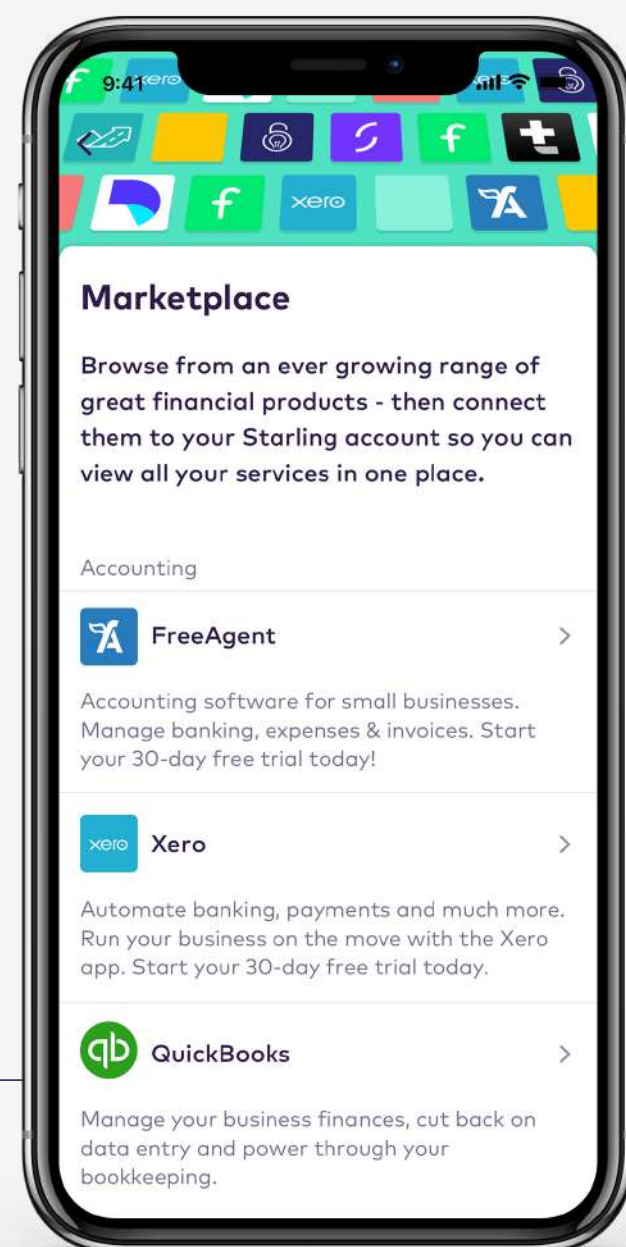 9:41
xero
xero
Marketplace
Browse from an ever growing range of
great financial products - then connect
them to your Starling account so you can
view all your services in one place.
Accounting
FreeAgent
Accounting software for small businesses.
Manage banking, expenses & invoices. Start
your 30-day free trial today!
xero Xero
Automate banking, payments and much more.
Run your business on the move with the Xero
app. Start your 30-day free trial today.
qb QuickBooks
Manage your business finances, cut back on
data entry and power through your
bookkeeping.